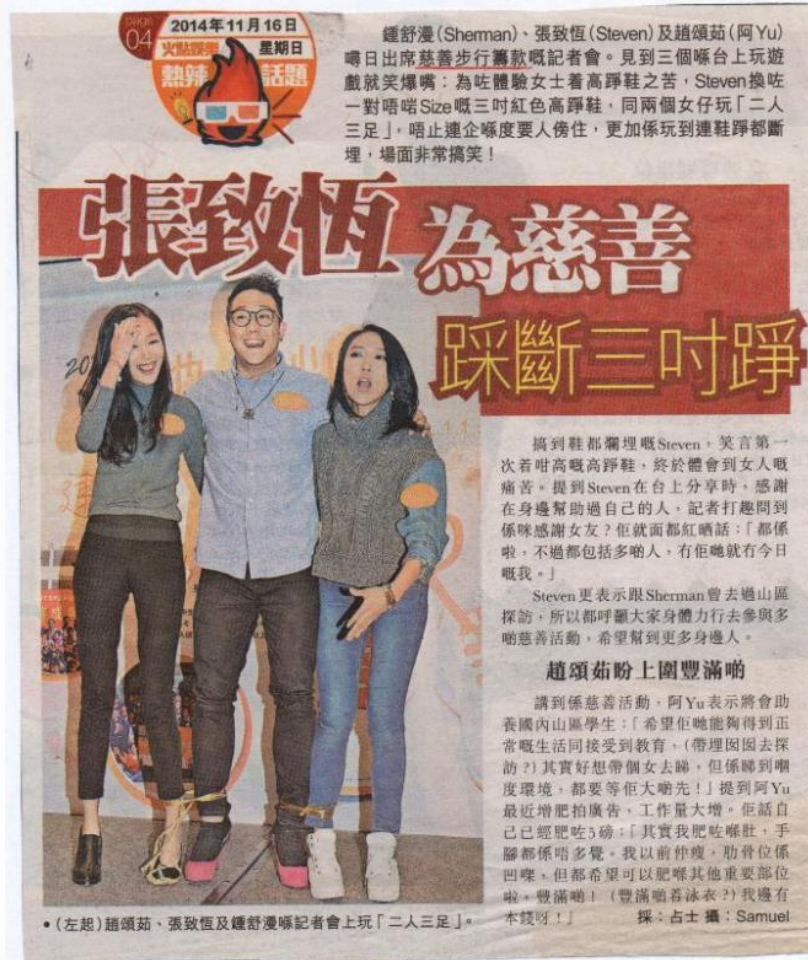 page 04
2014年11月16日
火點娛樂 星期日
熱辣 話題
鍾舒漫(Sherman)、張致恆(Steven)及趙頌茹(阿Yu)
噚日出席慈善步行籌款嘅記者會。見到三個喺台上玩遊
戲就笑爆嘴:為咗體驗女士着高踭鞋之苦,Steven換咗
一對唔啱Size嘅三吋紅色高踭鞋,同兩個女仔玩「二人
三足」,唔止連企喺度要人傍住,更加係玩到連鞋踭都斷
埋,場面非常搞笑!
張致恆為慈善
踩斷三吋踭
搞到鞋都爛埋嘅Steven,笑言第一
次着咁高嘅高踭鞋,終於體會到女人嘅
痛苦。提到Steven在台上分享時,感謝
在身邊幫助過自己的人,記者打趣問到
係咪感謝女友?佢就面都紅晒話:「都係
啦,不過都包括多啲人,冇佢哋就冇今日
嘅我。」
Steven更表示跟Sherman曾去過山區
探訪,所以都呼籲大家身體力行去參與多
啲慈善活動,希望幫到更多身邊人。
趙頌茹盼上圍豐滿啲
講到係慈善活動,阿Yu表示將會助
養國內山區學生:「希望佢哋能夠得到正
常嘅生活同接受到教育,(帶埋囡囡去探
訪?)其實好想帶個女去睇,但係睇到嗰
度環境,都要等佢大啲先!」提到阿Yu
最近增肥拍廣告,工作量大增。佢話自
己已經肥咗5磅:「其實我肥咗喺肚,手
腳都係唔多覺。我以前仲瘦,肋骨位係
凹㗎,但都希望可以肥喺其他重要部位
啦,豐滿啲!(豐滿啲着泳衣?)我邊有
本錢呀!」 採:占士 攝:Samuel
•(左起)趙頌茹、張致恆及鍾舒漫喺記者會上玩「二人三足」。